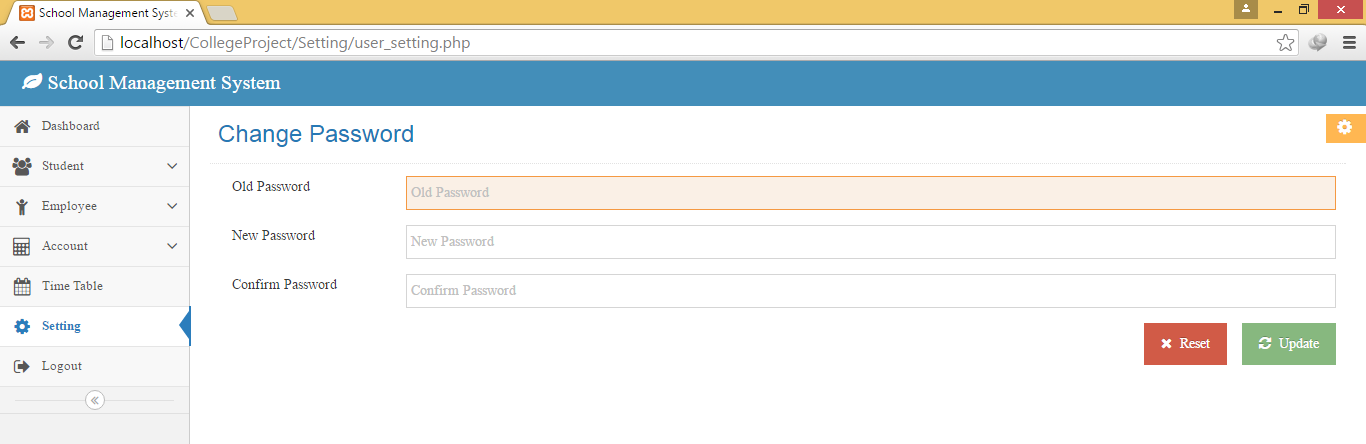 School Management Syste
localhost/CollegeProject/Setting/user_setting.php
School Management System
Dashboard
Student
Employee
Account
Time Table
Setting
Logout
Change Password
Old Password
Old Password
New Password
New Password
Confirm Password
Confirm Password
Reset
Update